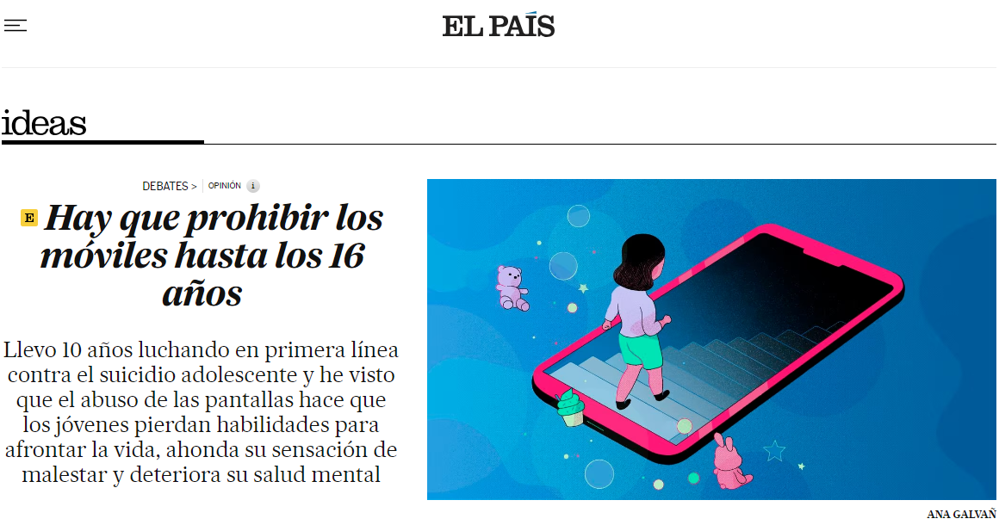 EL PAÍS
ideas
DEBATES > OPINIÓN i
E Hay que prohibir los
móviles hasta los 16
años
Llevo 10 años luchando en primera línea
contra el suicidio adolescente y he visto
que el abuso de las pantallas hace que
los jóvenes pierdan habilidades para
afrontar la vida, ahonda su sensación de
malestar y deteriora su salud mental
ANA GALVAÑ